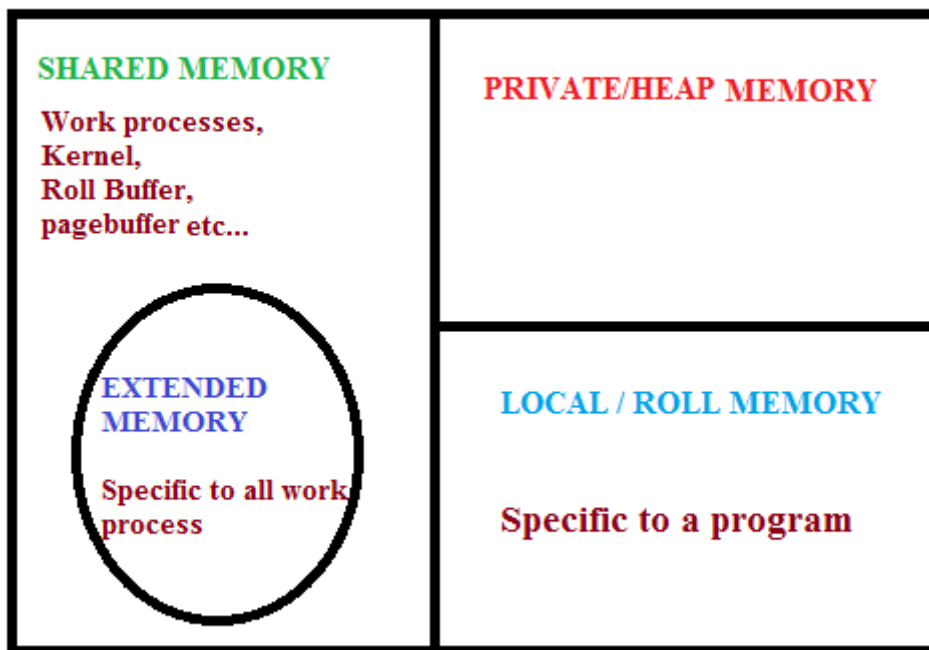 SHARED MEMORY
Work processes,
Kernel,
Roll Buffer,
pagebuffer etc...
EXTENDED
MEMORY
Specific to all work
process
PRIVATE/HEAP MEMORY
LOCAL / ROLL MEMORY
Specific to a program